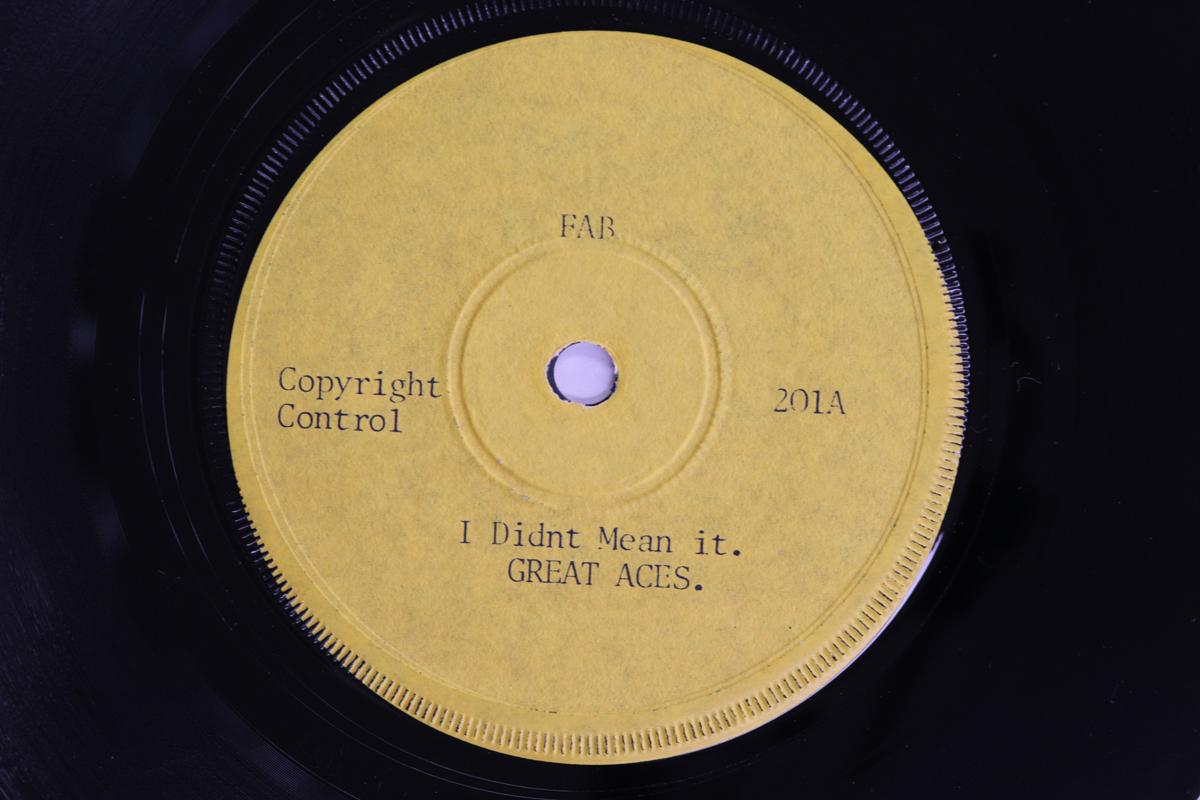 FAB
Copyright
Control
201A
I Didnt Mean it.
GREAT ACES.